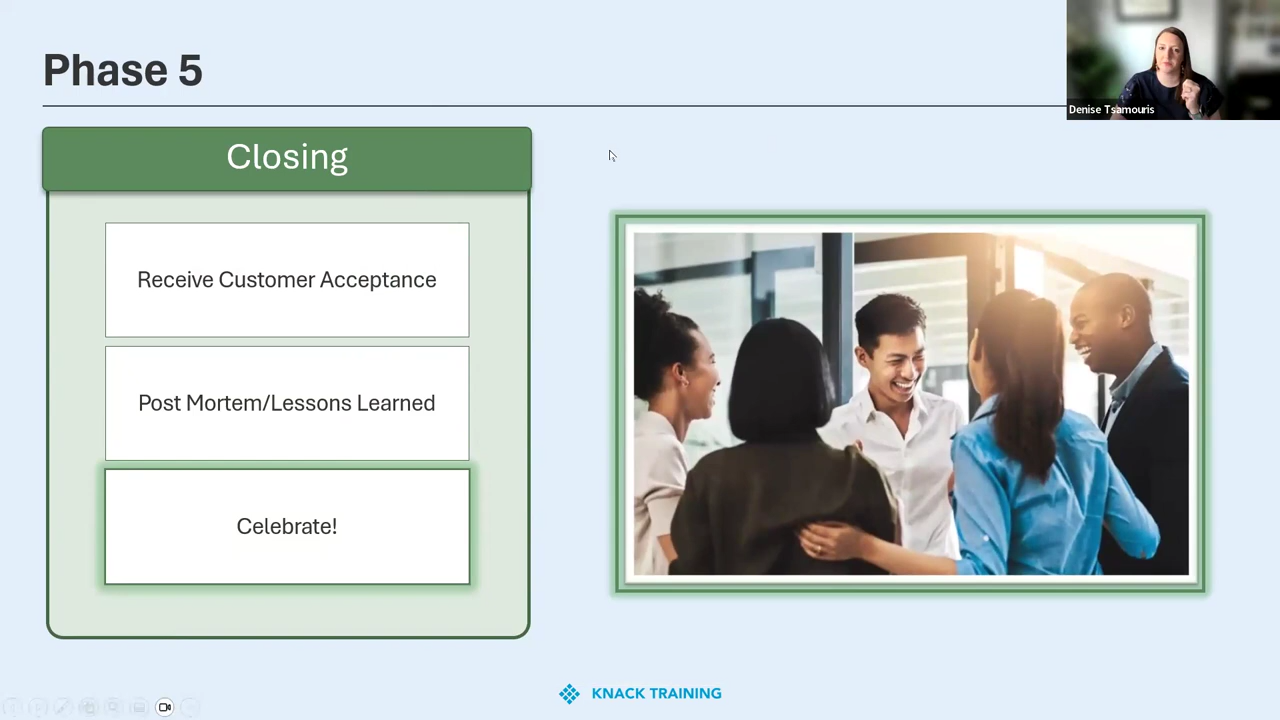 Phase 5
Denise Tsamouris
Closing
Receive Customer Acceptance
Post Mortem/Lessons Learned
Celebrate!
KNACK TRAINING